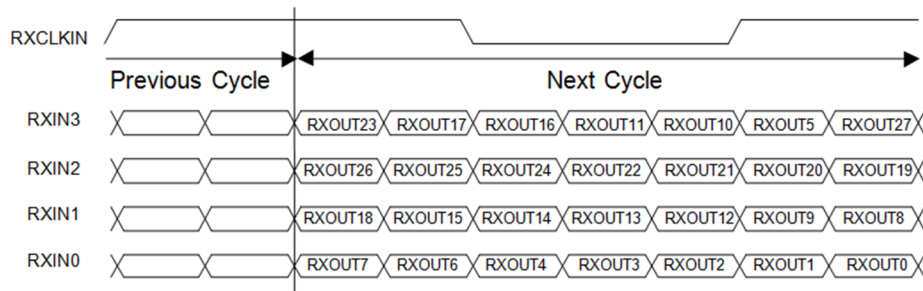 RXCLKIN
Previous Cycle Next Cycle
RXIN3 RXOUT23 RXOUT17 RXOUT16 RXOUT11 RXOUT10 RXOUT5 RXOUT27
RXIN2 RXOUT26 RXOUT25 RXOUT24 RXOUT22 RXOUT21 RXOUT20 RXOUT19
RXIN1 RXOUT18 RXOUT15 RXOUT14 RXOUT13 RXOUT12 RXOUT9 RXOUT8
RXIN0 RXOUT7 RXOUT6 RXOUT4 RXOUT3 RXOUT2 RXOUT1 RXOUT0